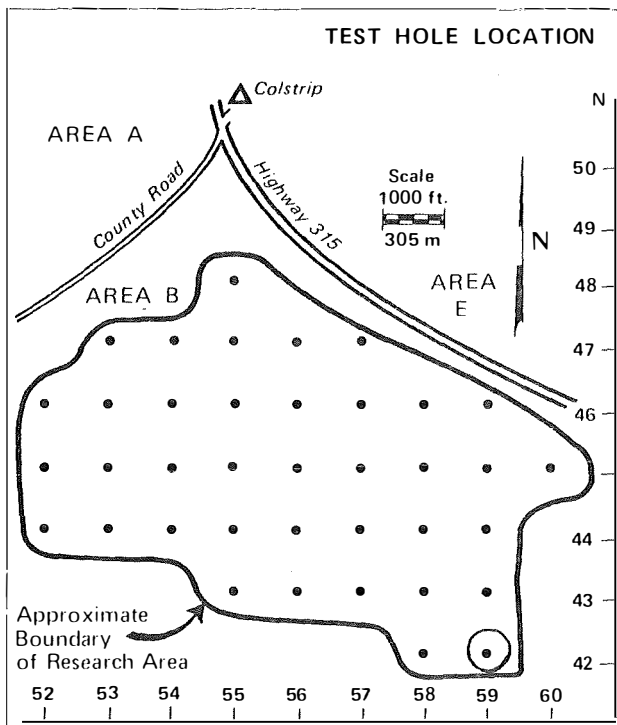 TEST HOLE LOCATION
Colstrip
N
AREA A
County Road
Highway 315
Scale
1000 ft.
305 m
N
AREA B
AREA
E
50
49
48
47
46
45
44
43
42
Approximate
Boundary
of Research Area
52 53 54 55 56 57 58 59 60